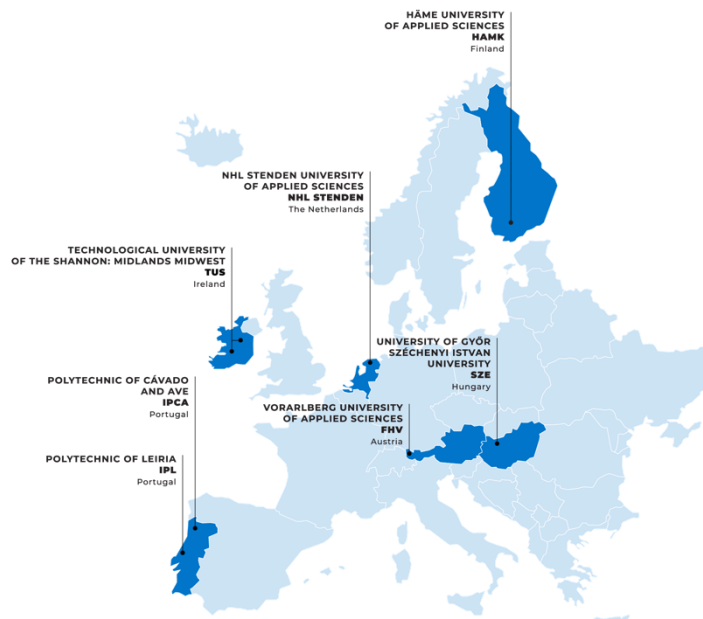 HÄME UNIVERSITY
OF APPLIED SCIENCES
HAMK
Finland
NHL STENDEN UNIVERSITY
OF APPLIED SCIENCES
NHL STENDEN
The Netherlands
TECHNOLOGICAL UNIVERSITY
OF THE SHANNON: MIDLANDS MIDWEST
TUS
Ireland
UNIVERSITY OF GYŐR
SZÉCHENYI ISTVAN
UNIVERSITY
SZE
Hungary
POLYTECHNIC OF CÁVADO
AND AVE
IPCA
Portugal
VORARLBERG UNIVERSITY
OF APPLIED SCIENCES
FHV
Austria
POLYTECHNIC OF LEIRIA
IPL
Portugal